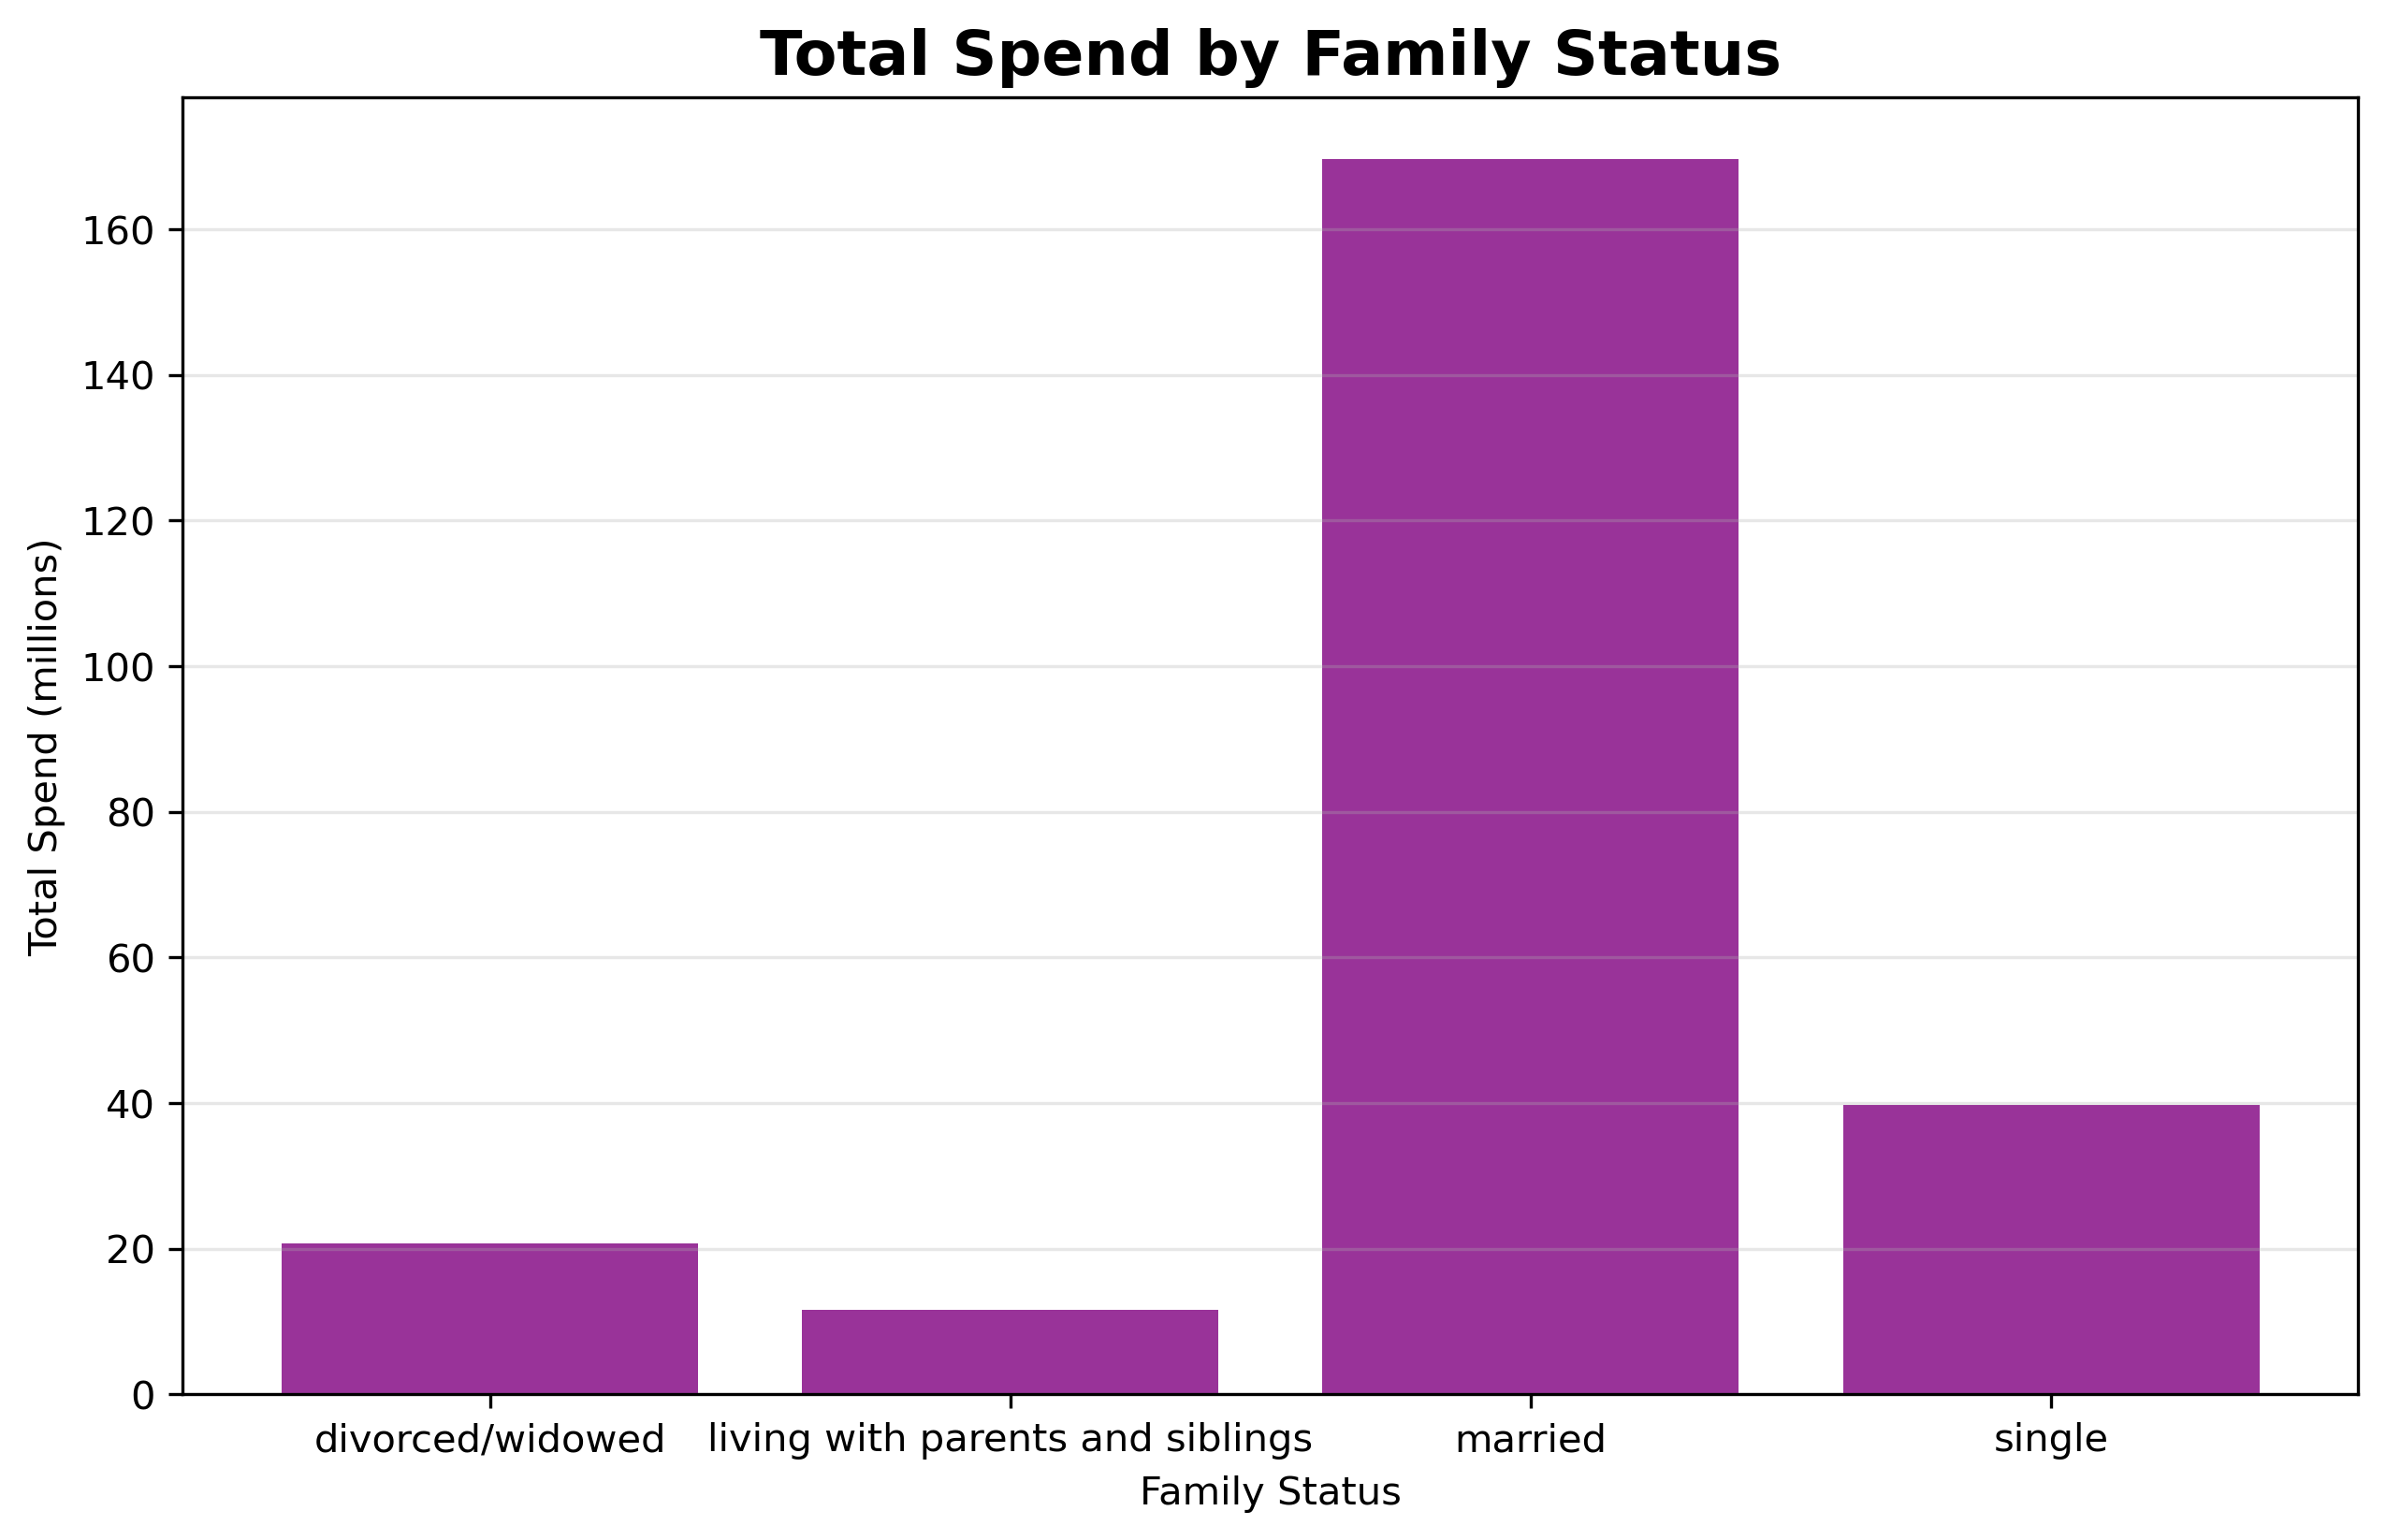 Total Spend by Family Status
Total Spend (millions)
160
140
120
100
80
60
40
20
0
divorced/widowed
living with parents and siblings
married
single
Family Status